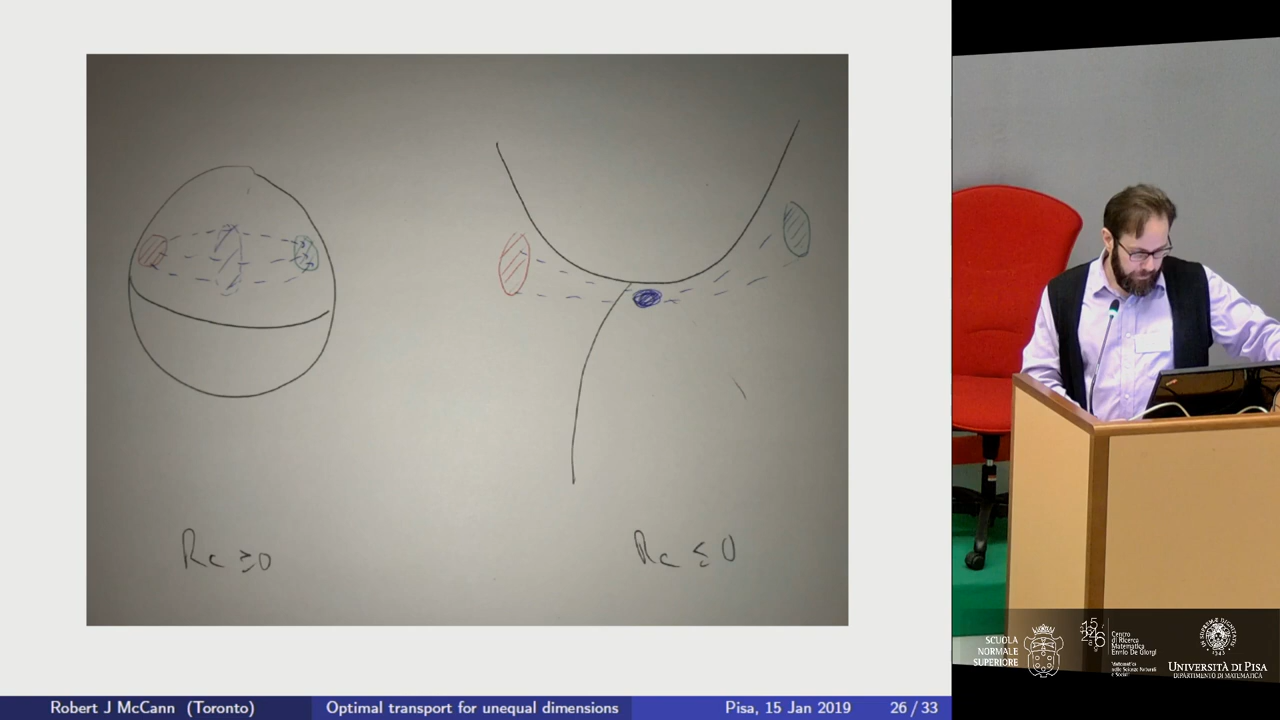 Rc ≥ 0
Rc ≤ 0
Robert J McCann (Toronto)
Optimal transport for unequal dimensions
Pisa, 15 Jan 2019
26 / 33
SCUOLA
NORMALE
SUPERIORE
Centro
di Ricerca
Matematica
Ennio De Giorgi
UNIVERSITÀ DI PISA
DIPARTIMENTO DI MATEMATICA